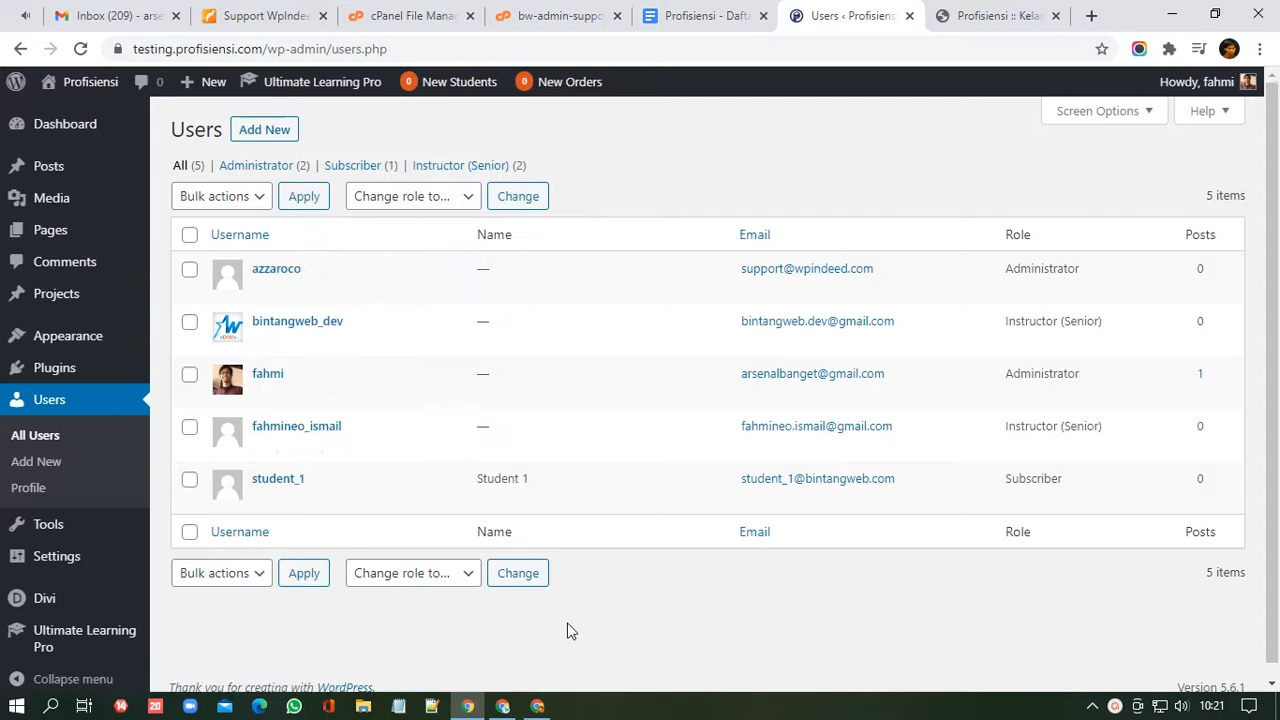 Inbox (209) - arse
Support WpIndee
cPanel File Mana
bw-admin-suppo
Profisiensi - Dafta
Users ‹ Profisiens
Profisiensi :: Kelas
testing.profisiensi.com/wp-admin/users.php
Profisiensi
0
New
Ultimate Learning Pro
0 New Students
0 New Orders
Howdy, fahmi
Dashboard
Posts
Media
Pages
Comments
Projects
Appearance
Plugins
Users
All Users
Add New
Profile
Tools
Settings
Divi
Ultimate Learning
Pro
Collapse menu
Screen Options
Help
Users Add New
All (5) | Administrator (2) | Subscriber (1) | Instructor (Senior) (2)
Bulk actions Apply Change role to... Change 5 items
Username Name Email Role Posts
azzaroco — support@wpindeed.com Administrator 0
bintangweb_dev — bintangweb.dev@gmail.com Instructor (Senior) 0
fahmi — arsenalbanget@gmail.com Administrator 1
fahmineo_ismail — fahmineo.ismail@gmail.com Instructor (Senior) 0
student_1 Student 1 student_1@bintangweb.com Subscriber 0
Username Name Email Role Posts
Bulk actions Apply Change role to... Change 5 items
Thank you for creating with WordPress. Version 5.6.1
20
10:21